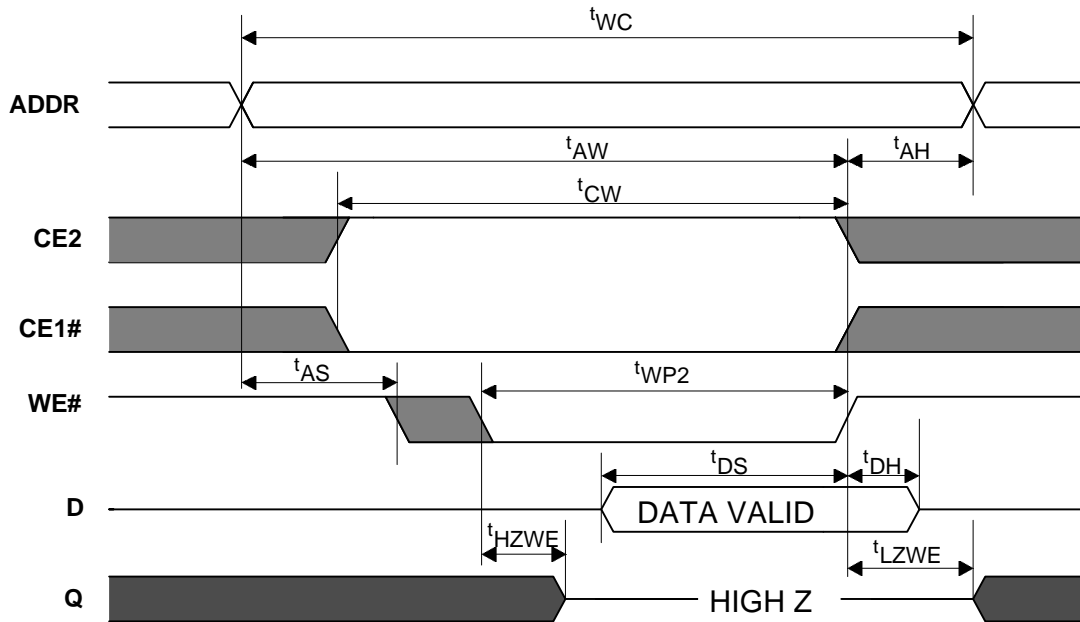 tWC
ADDR
tAW
tAH
tCW
CE2
CE1#
tAS
tWP2
WE#
tDS
tDH
D
DATA VALID
tHZWE
tLZWE
Q
HIGH Z